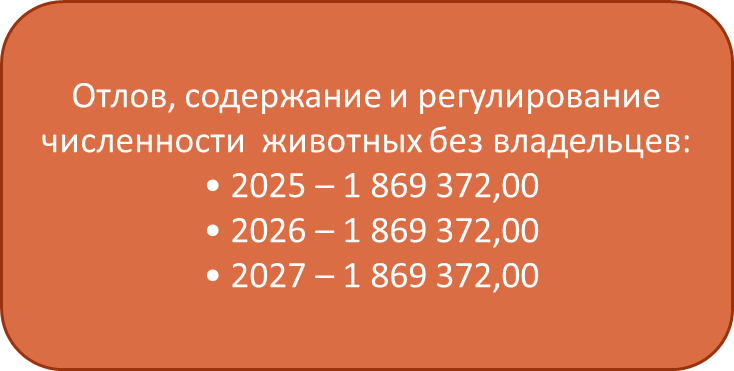 Отлов, содержание и регулирование
численности  животных без владельцев:
• 2025 – 1 869 372,00
• 2026 – 1 869 372,00
• 2027 – 1 869 372,00